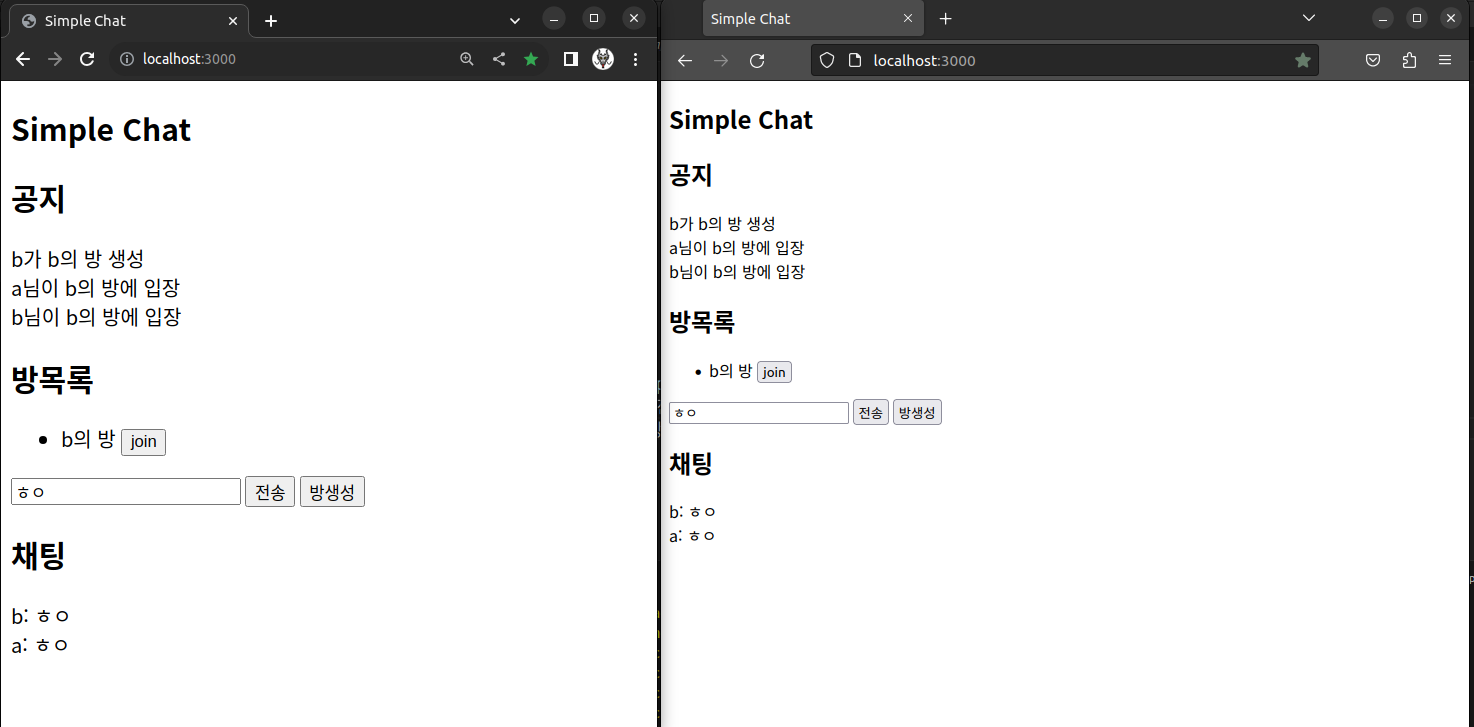 Simple Chat
localhost:3000
Simple Chat
공지
b가 b의 방 생성
a님이 b의 방에 입장
b님이 b의 방에 입장
방목록
b의 방 join
ㅎㅇ 전송 방생성
채팅
b: ㅎㅇ
a: ㅎㅇ
Simple Chat
localhost:3000
Simple Chat
공지
b가 b의 방 생성
a님이 b의 방에 입장
b님이 b의 방에 입장
방목록
b의 방 join
ㅎㅇ 전송 방생성
채팅
b: ㅎㅇ
a: ㅎㅇ